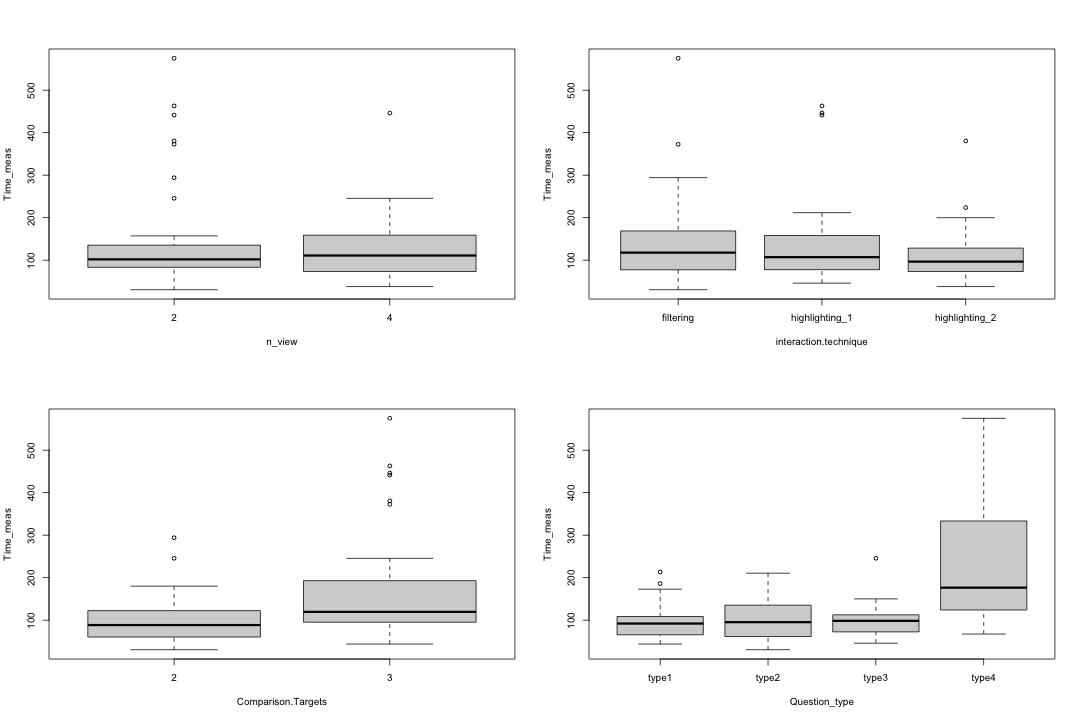 Time_meas
500
400
300
200
100
2
4
n_view
Time_meas
500
400
300
200
100
filtering
highlighting_1
highlighting_2
interaction.technique
Time_meas
500
400
300
200
100
2
3
Comparison.Targets
Time_meas
500
400
300
200
100
type1
type2
type3
type4
Question_type